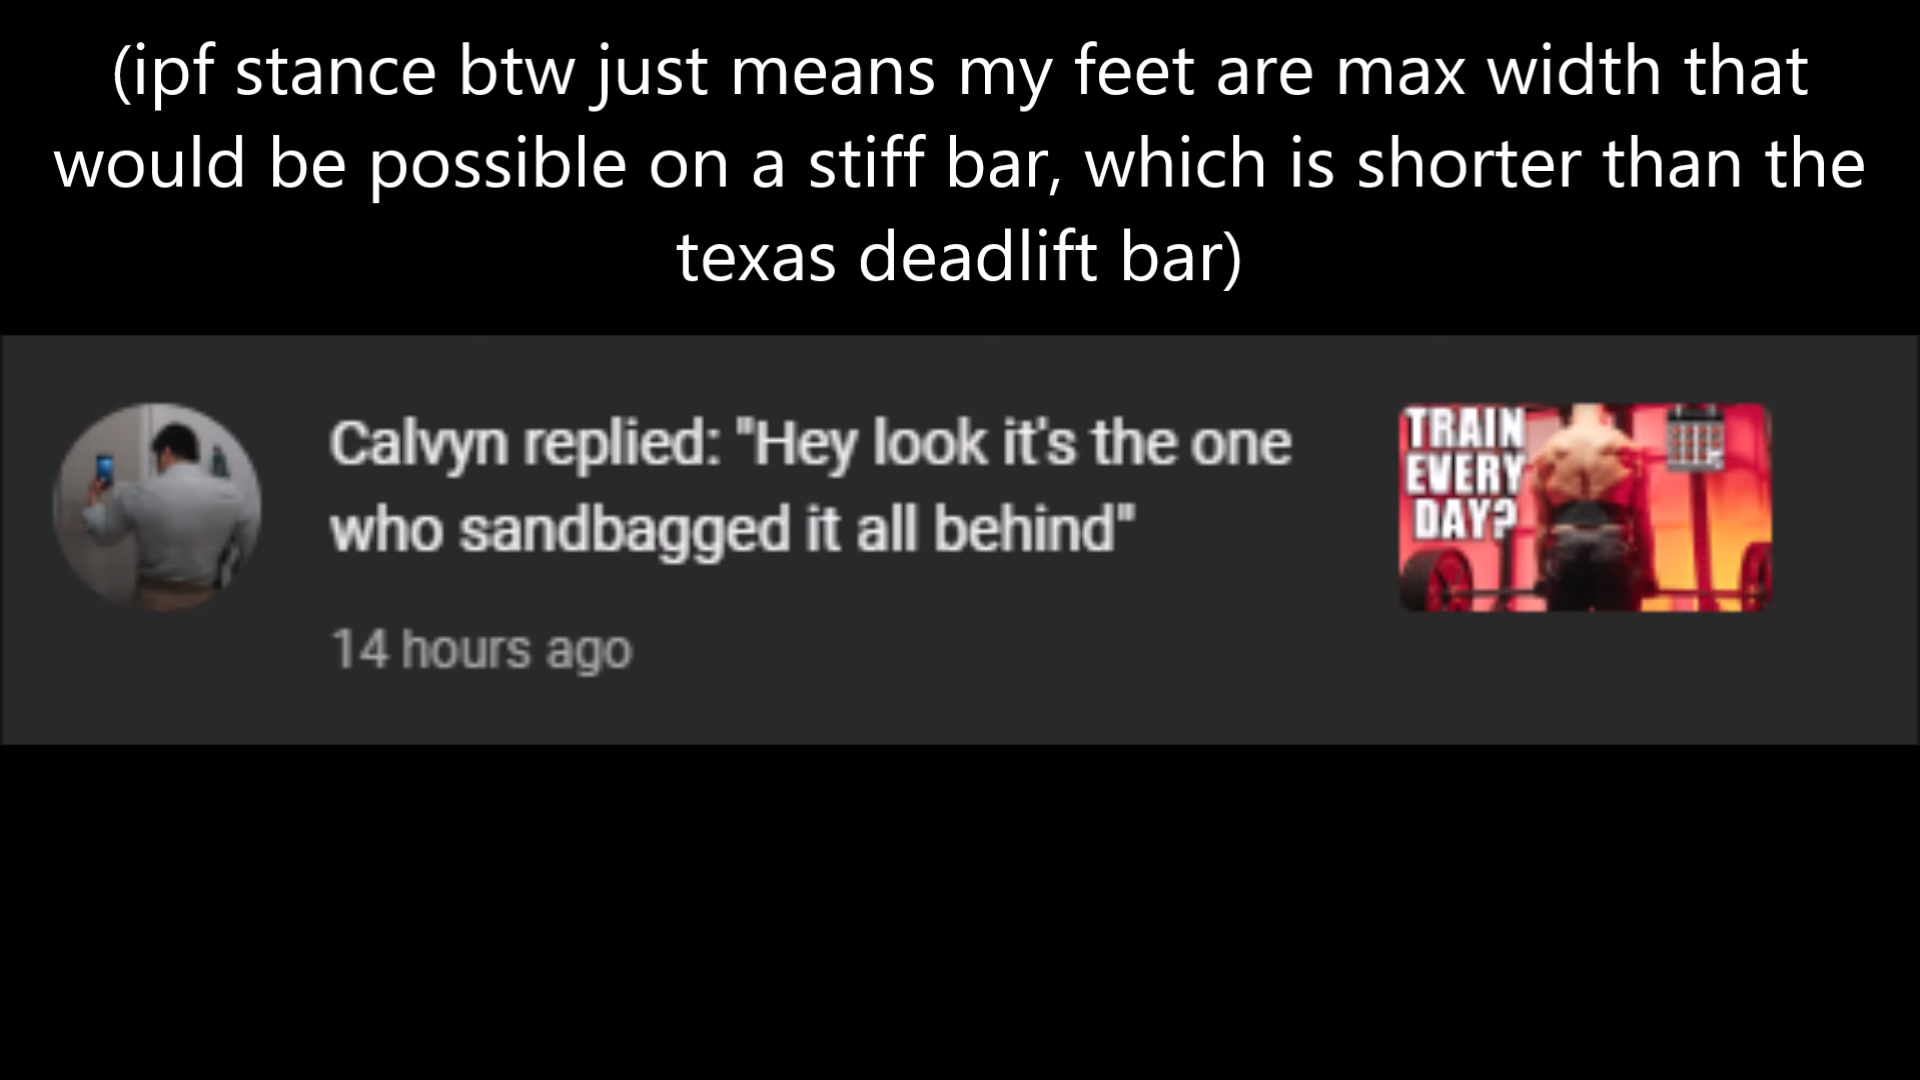 (ipf stance btw just means my feet are max width that
would be possible on a stiff bar, which is shorter than the
texas deadlift bar)
Calvyn replied: "Hey look it's the one
who sandbagged it all behind"
14 hours ago
TRAIN
EVERY
DAY?